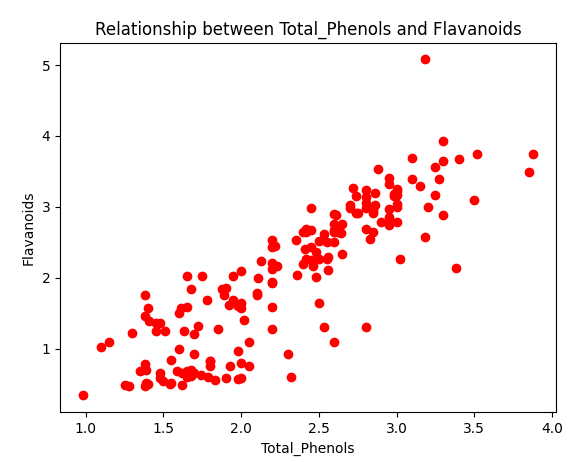 Relationship between Total_Phenols and Flavanoids
5
4
3
2
1
Flavanoids
1.0 1.5 2.0 2.5 3.0 3.5 4.0
Total_Phenols